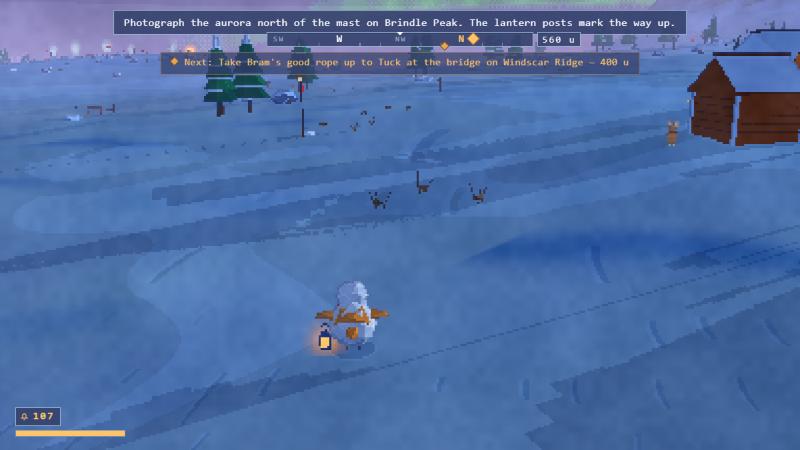 Photograph the aurora north of the mast on Brindle Peak. The lantern posts mark the way up.
SW W NW N 560 u
Next: Take Bram's good rope up to Tuck at the bridge on Windscar Ridge — 400 u
107